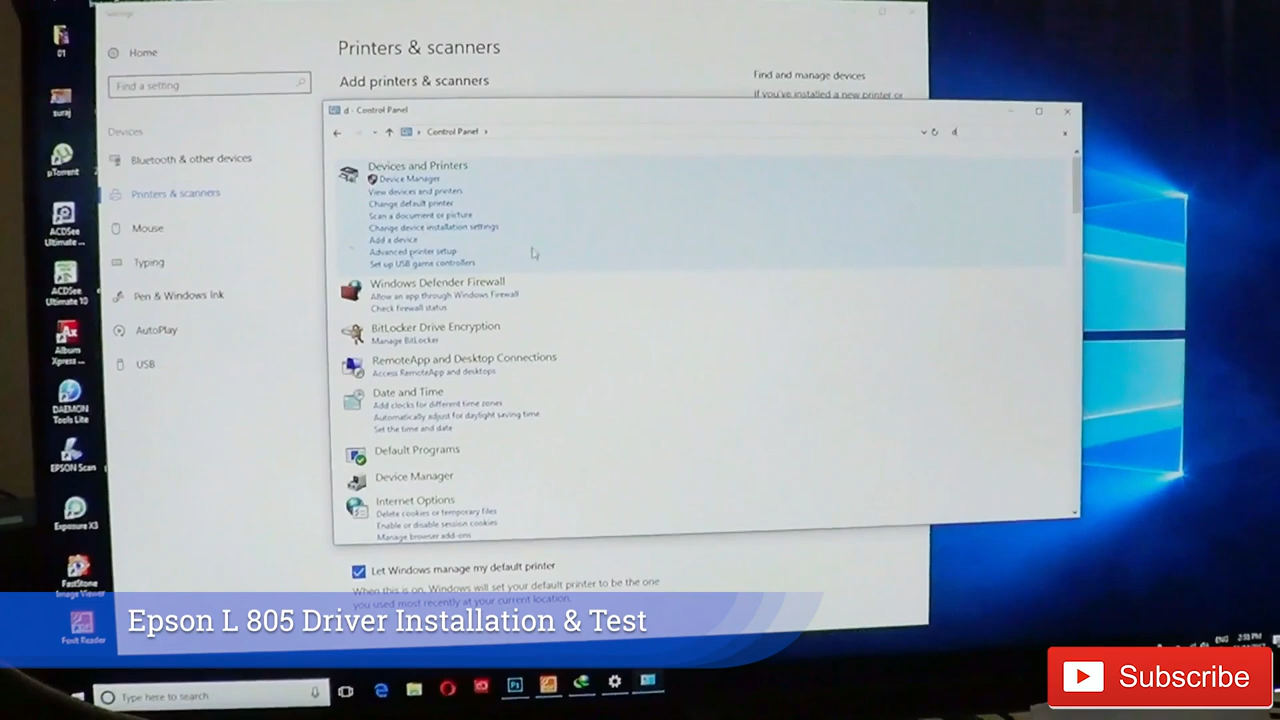 Settings
Home
Find a setting
Devices
Bluetooth & other devices
Printers & scanners
Mouse
Typing
Pen & Windows Ink
AutoPlay
USB
Printers & scanners
Add printers & scanners
Find and manage devices
If you've installed a new printer or
d - Control Panel
Control Panel
d
Devices and Printers
Device Manager
View devices and printers
Change default printer
Scan a document or picture
Change device installation settings
Add a device
Advanced printer setup
Set up USB game controllers
Windows Defender Firewall
Allow an app through Windows Firewall
Check firewall status
BitLocker Drive Encryption
Manage BitLocker
RemoteApp and Desktop Connections
Access RemoteApp and desktops
Date and Time
Add clocks for different time zones
Automatically adjust for daylight saving time
Set the time and date
Default Programs
Device Manager
Internet Options
Delete cookies or temporary files
Enable or disable session cookies
Manage browser add-ons
Let Windows manage my default printer
When this is on, Windows will set your default printer to be the one
you used most recently at your current location.
01
suraj
µTorrent
ACDSee
Ultimate ...
ACDSee
Ultimate 10
Album
Xpress ...
DAEMON
Tools Lite
EPSON Scan
Exposure X3
FastStone
Image Viewer
Foxit Reader
Epson L 805 Driver Installation & Test
Type here to search
Ps
ENG
2:55 PM
Subscribe